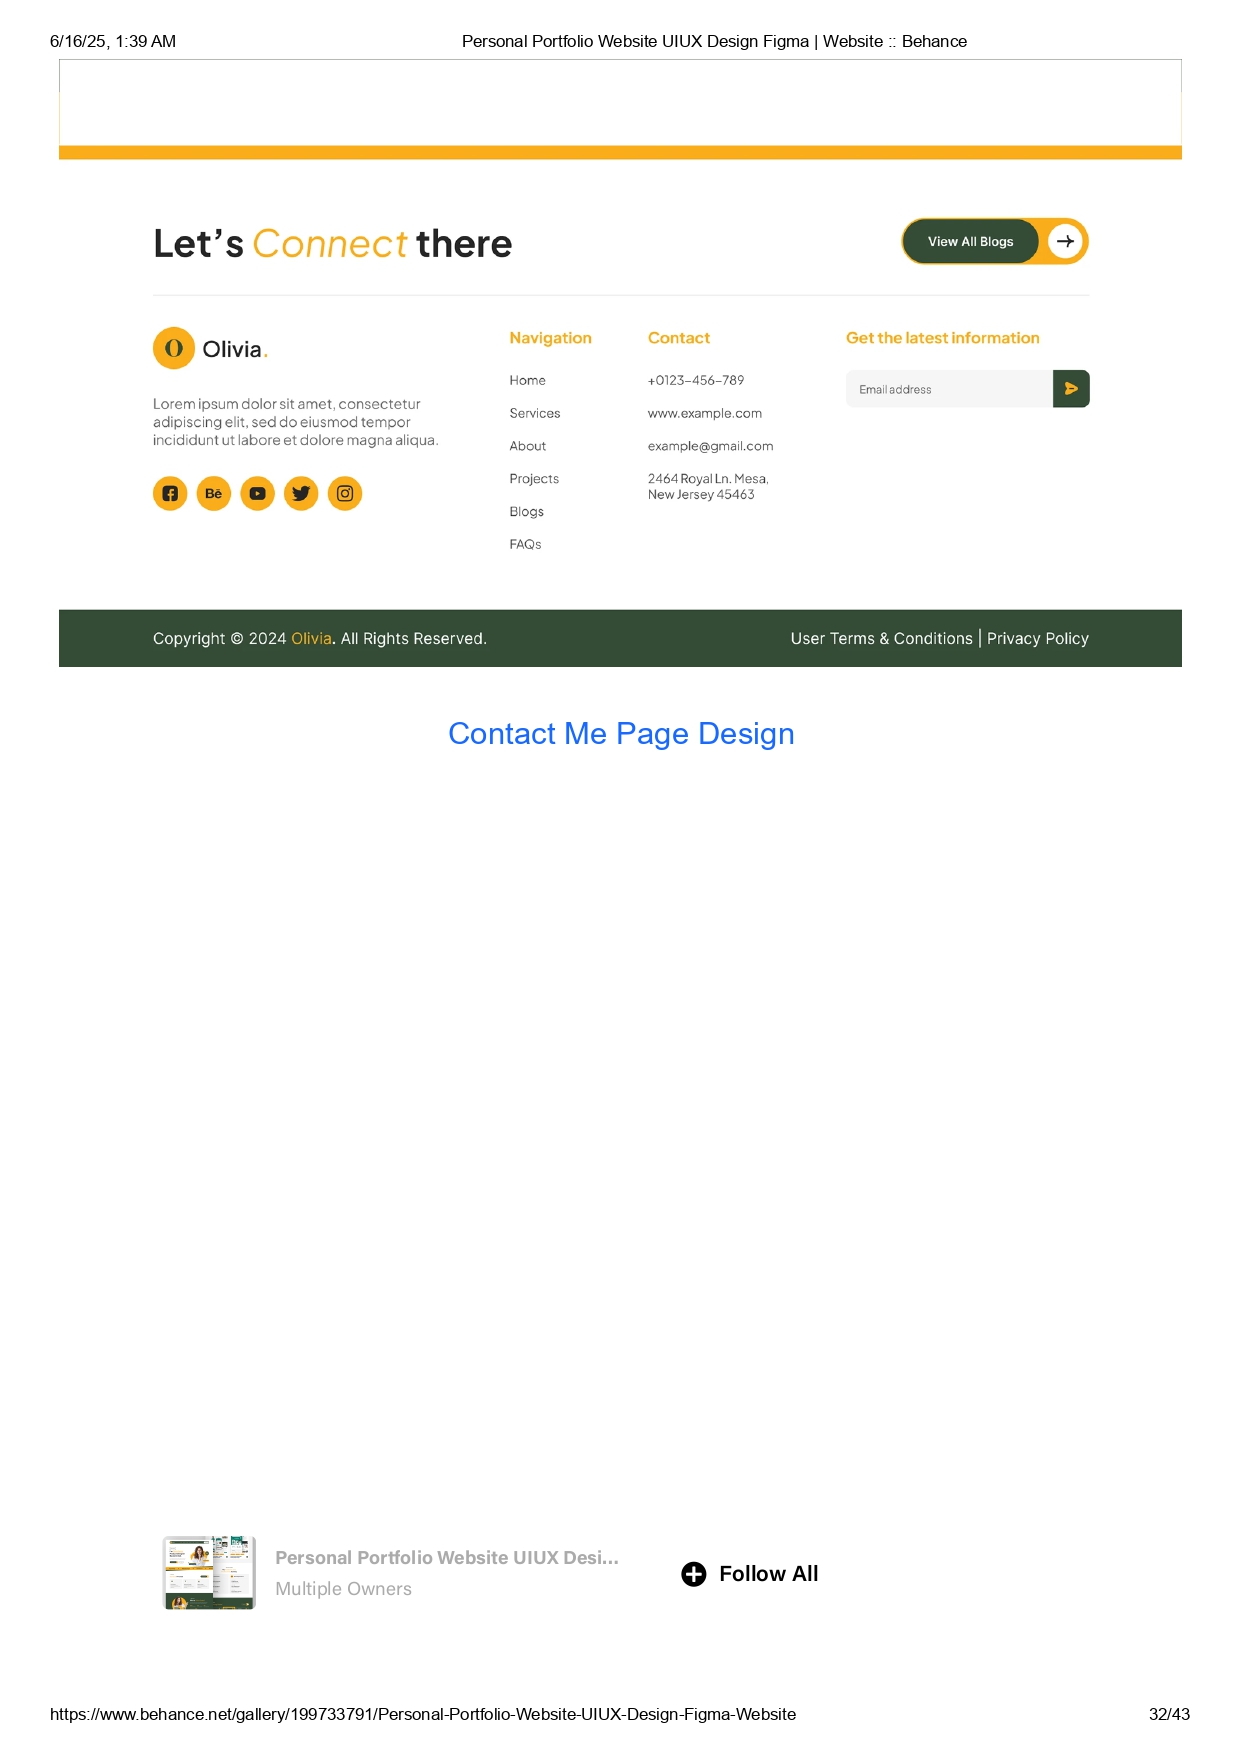 6/16/25, 1:39 AM
Personal Portfolio Website UIUX Design Figma | Website :: Behance
Let’s Connect there
View All Blogs
O Olivia.
Lorem ipsum dolor sit amet, consectetur
adipiscing elit, sed do eiusmod tempor
incididunt ut labore et dolore magna aliqua.
Bē
Navigation
Home
Services
About
Projects
Blogs
FAQs
Contact
+0123-456-789
www.example.com
example@gmail.com
2464 Royal Ln. Mesa,
New Jersey 45463
Get the latest information
Email address
Copyright © 2024 Olivia. All Rights Reserved.
User Terms & Conditions | Privacy Policy
Contact Me Page Design
Personal Portfolio Website UIUX Desi...
Multiple Owners
Follow All
https://www.behance.net/gallery/199733791/Personal-Portfolio-Website-UIUX-Design-Figma-Website
32/43